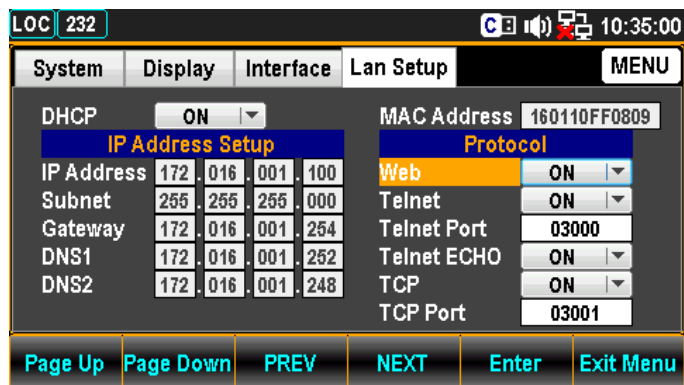 LOC 232 C 10:35:00
System Display Interface Lan Setup MENU
DHCP ON MAC Address 160110FF0809
IP Address Setup Protocol
IP Address 172 . 016 . 001 . 100 Web ON
Subnet 255 . 255 . 255 . 000 Telnet ON
Gateway 172 . 016 . 001 . 254 Telnet Port 03000
DNS1 172 . 016 . 001 . 252 Telnet ECHO ON
DNS2 172 . 016 . 001 . 248 TCP ON
TCP Port 03001
Page Up Page Down PREV NEXT Enter Exit Menu